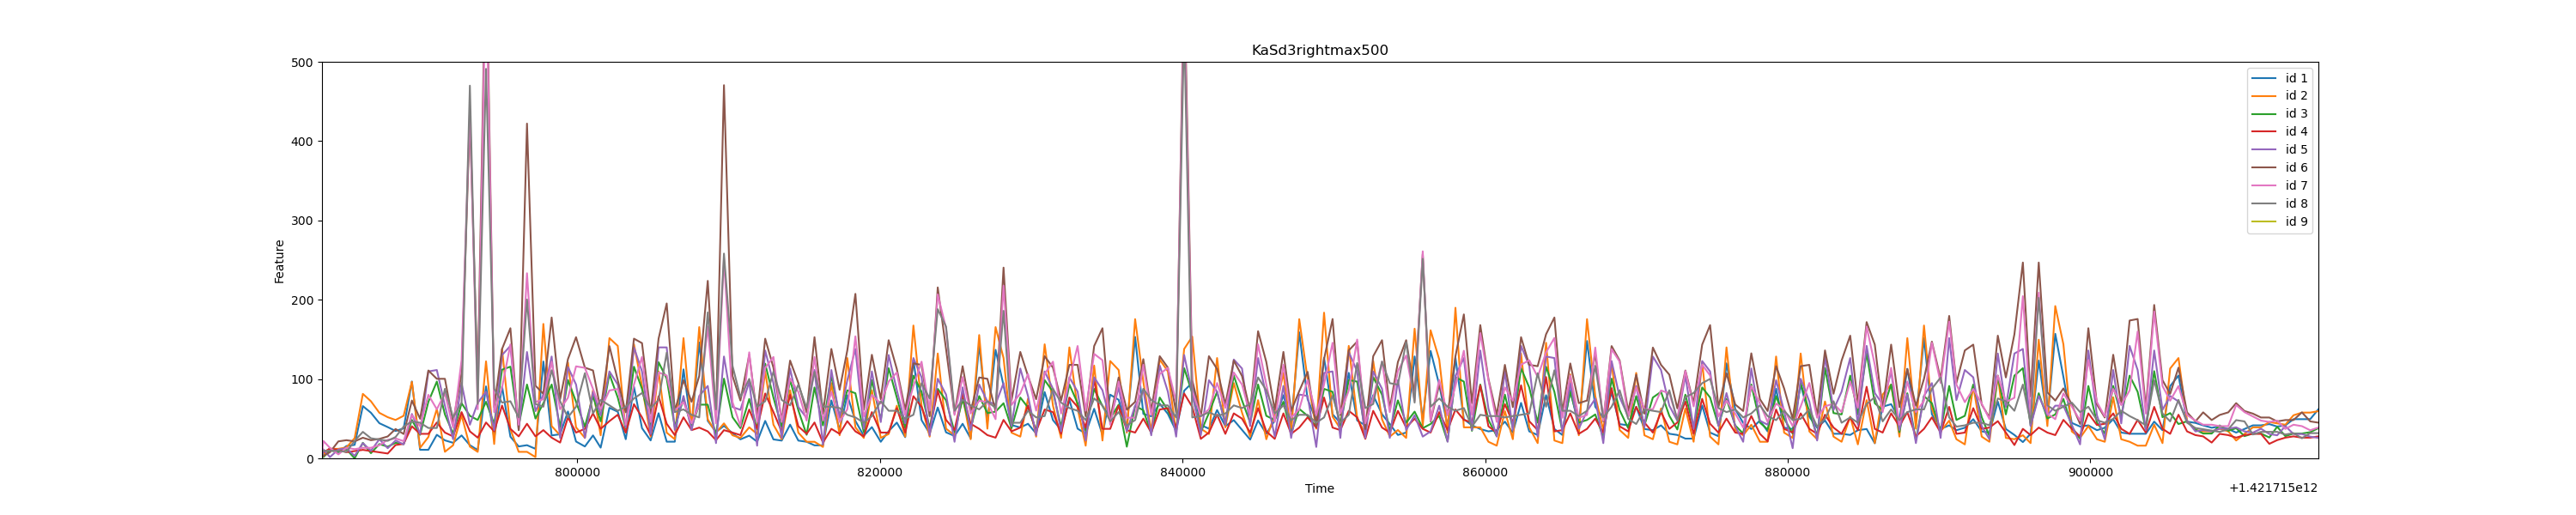 KaSd3rightmax500
500
400
300
200
100
0
Feature
800000 820000 840000 860000 880000 900000
Time
+1.421715e12
id 1
id 2
id 3
id 4
id 5
id 6
id 7
id 8
id 9